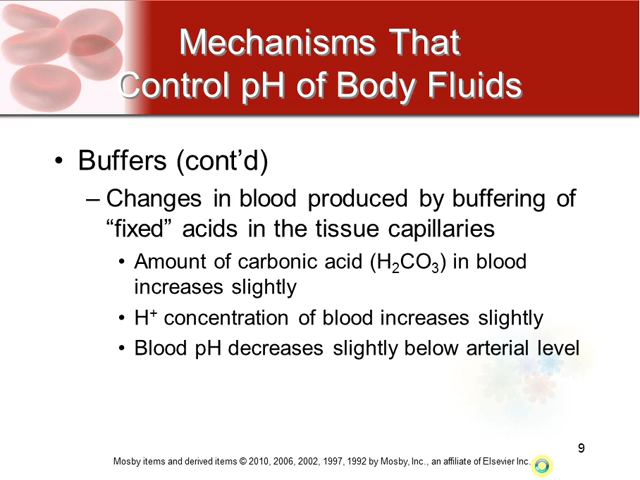 Mechanisms That
Control pH of Body Fluids
• Buffers (cont’d)
– Changes in blood produced by buffering of
“fixed” acids in the tissue capillaries
• Amount of carbonic acid (H₂CO₃) in blood
increases slightly
• H⁺ concentration of blood increases slightly
• Blood pH decreases slightly below arterial level
9
Mosby items and derived items © 2010, 2006, 2002, 1997, 1992 by Mosby, Inc., an affiliate of Elsevier Inc.